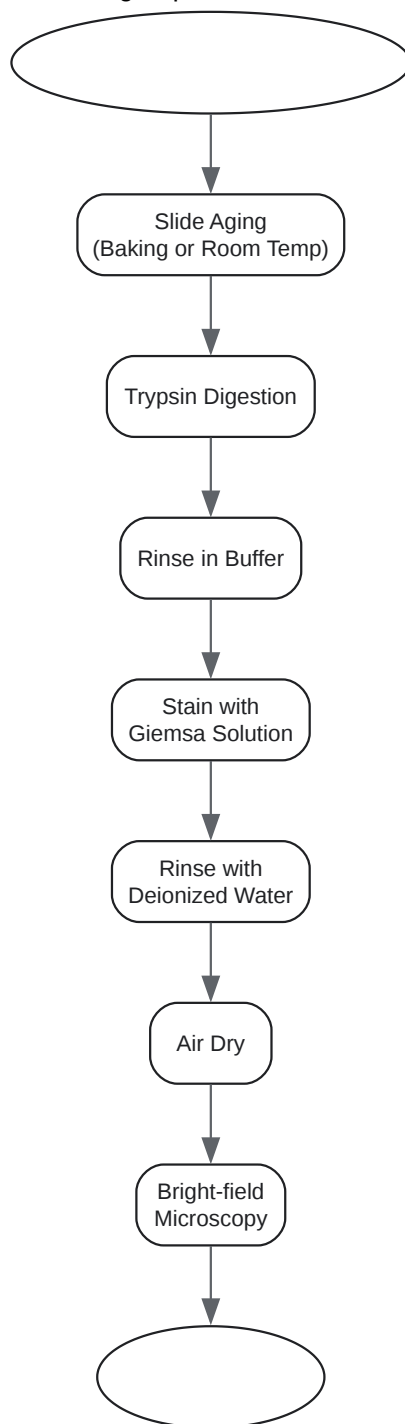 Slide Aging
(Baking or Room Temp)
Trypsin Digestion
Rinse in Buffer
Stain with
Giemsa Solution
Rinse with
Deionized Water
Air Dry
Bright-field
Microscopy